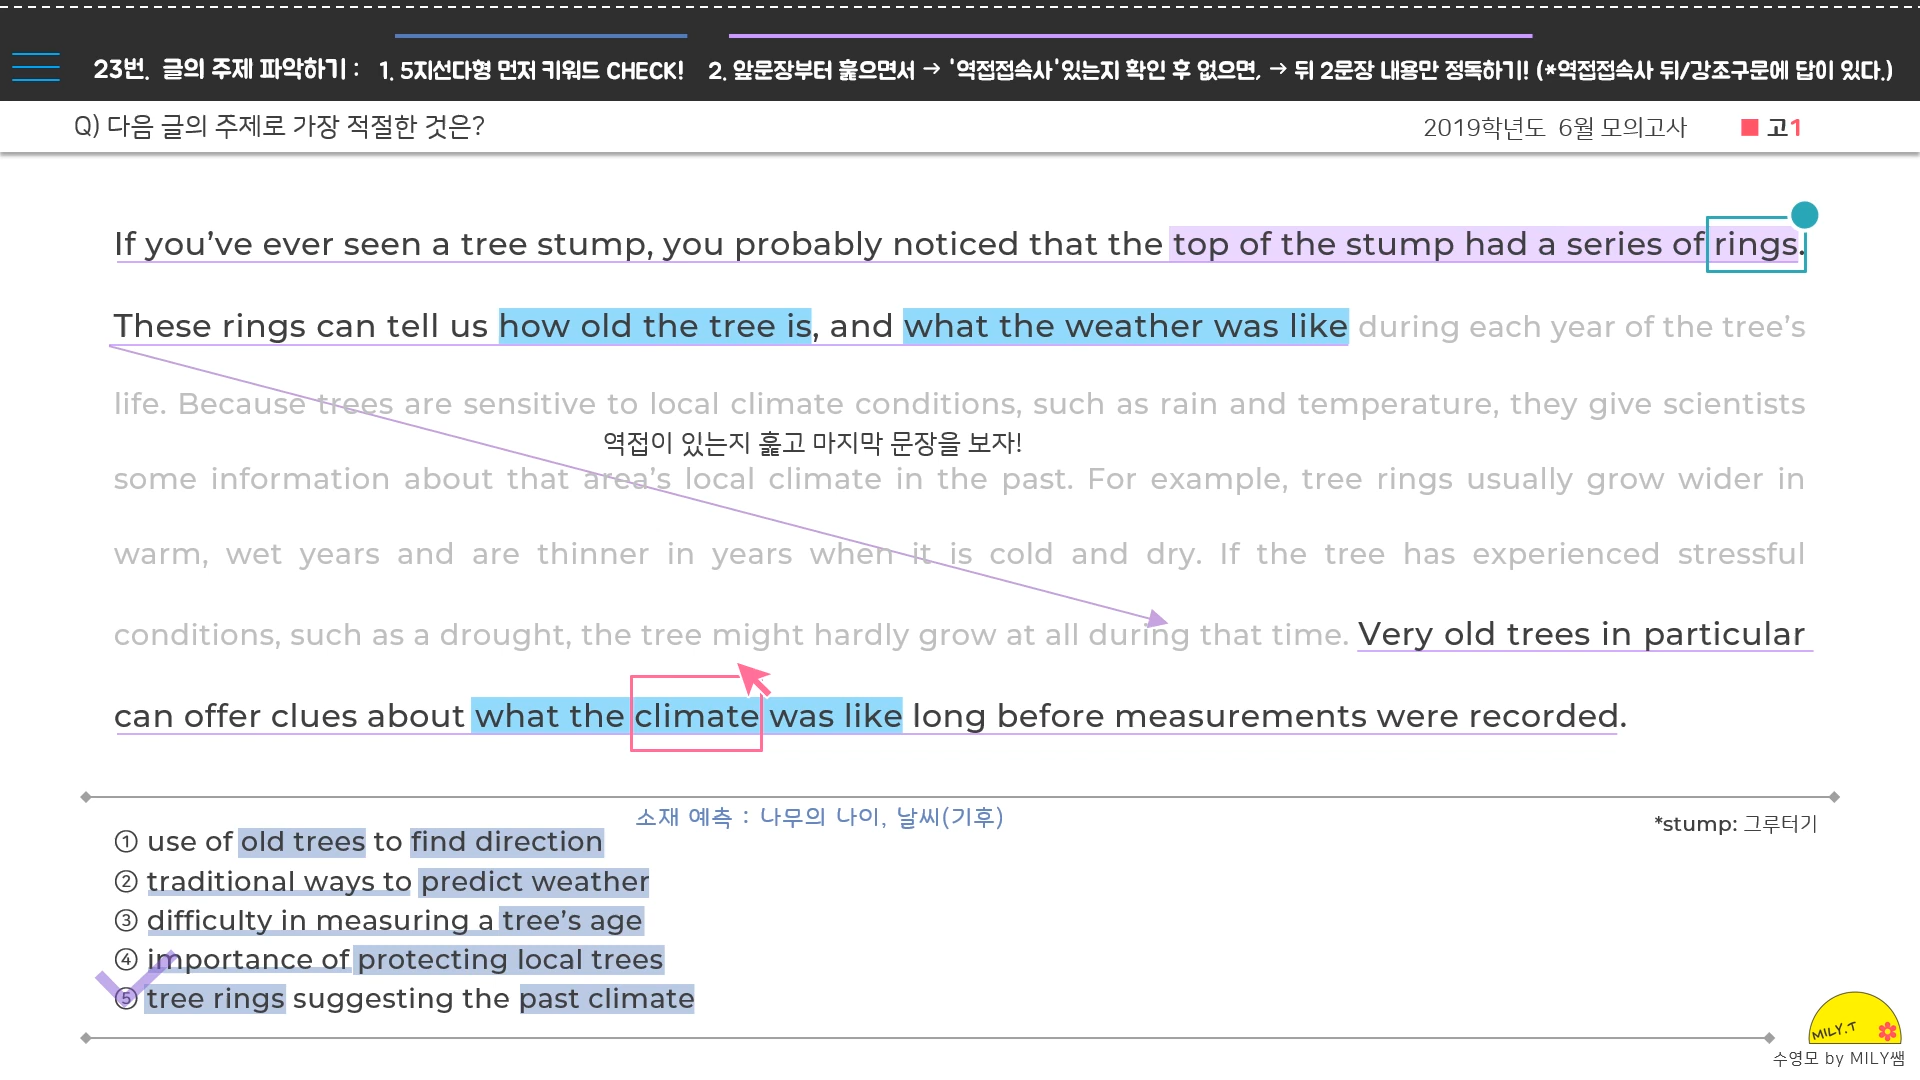 23번. 글의 주제 파악하기 : 1. 5지선다형 먼저 키워드 CHECK! 2. 앞문장부터 훑으면서 → '역접접속사'있는지 확인 후 없으면, → 뒤 2문장 내용만 정독하기! (*역접접속사 뒤/강조구문에 답이 있다.)
Q) 다음 글의 주제로 가장 적절한 것은? 2019학년도 6월 모의고사 ■ 고1
If you’ve ever seen a tree stump, you probably noticed that the top of the stump had a series of rings.
These rings can tell us how old the tree is, and what the weather was like during each year of the tree’s
life. Because trees are sensitive to local climate conditions, such as rain and temperature, they give scientists
역접이 있는지 훑고 마지막 문장을 보자!
some information about that area’s local climate in the past. For example, tree rings usually grow wider in
warm, wet years and are thinner in years when it is cold and dry. If the tree has experienced stressful
conditions, such as a drought, the tree might hardly grow at all during that time. Very old trees in particular
can offer clues about what the climate was like long before measurements were recorded.
소재 예측 : 나무의 나이, 날씨(기후)
*stump: 그루터기
① use of old trees to find direction
② traditional ways to predict weather
③ difficulty in measuring a tree’s age
④ importance of protecting local trees
⑤ tree rings suggesting the past climate
MILY.T
수영모 by MILY쌤